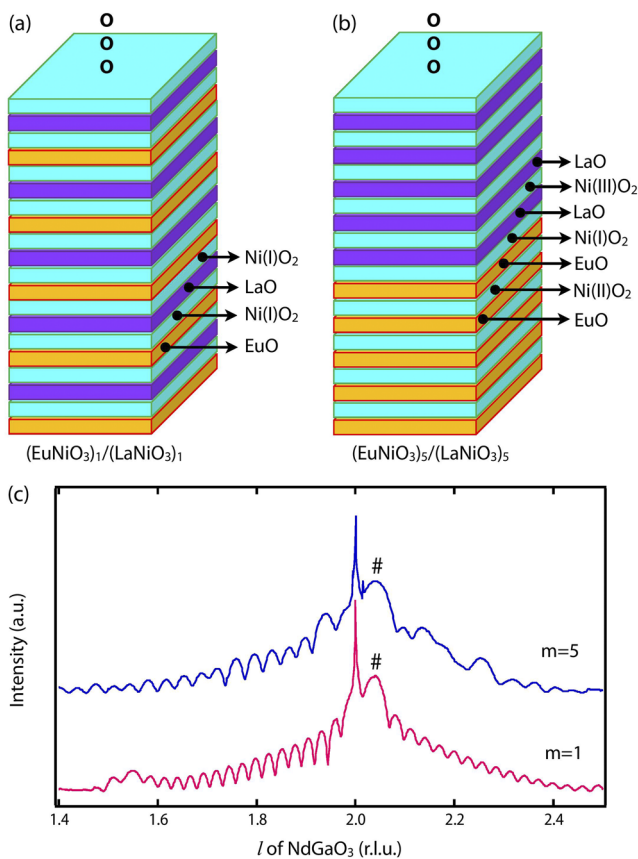 (a)
O
O
O
Ni(I)O₂
LaO
Ni(I)O₂
EuO
(EuNiO₃)₁/(LaNiO₃)₁
(b)
O
O
O
LaO
Ni(III)O₂
LaO
Ni(I)O₂
EuO
Ni(II)O₂
EuO
(EuNiO₃)₅/(LaNiO₃)₅
(c)
Intensity (a.u.)
#
m=5
#
m=1
1.4 1.6 1.8 2.0 2.2 2.4
l of NdGaO₃ (r.l.u.)